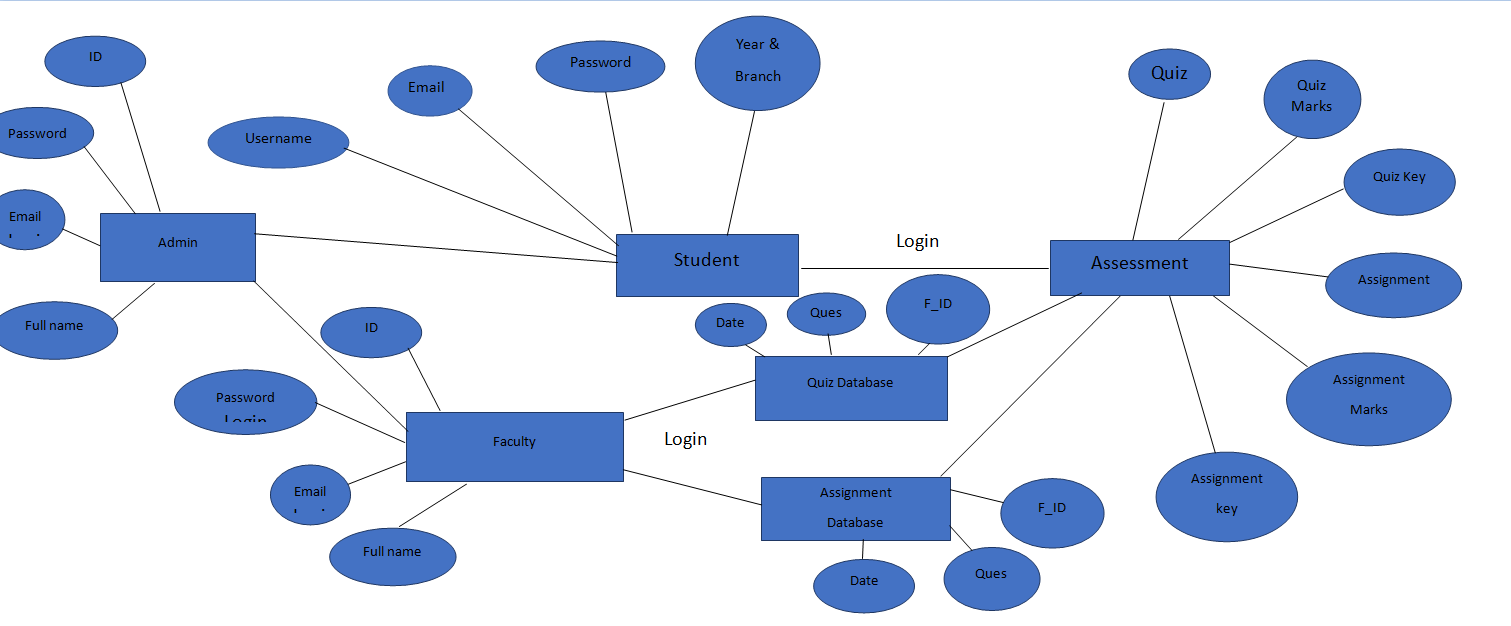 ID
Password
Email
Full name
Admin
Username
Email
Password
Year &
Branch
Student
Login
Quiz
Quiz
Marks
Quiz Key
Assignment
Assignment
Marks
Assignment
key
Assessment
Date
Ques
F_ID
Quiz Database
ID
Password
Login
Email
Full name
Faculty
Login
Assignment
Database
F_ID
Ques
Date